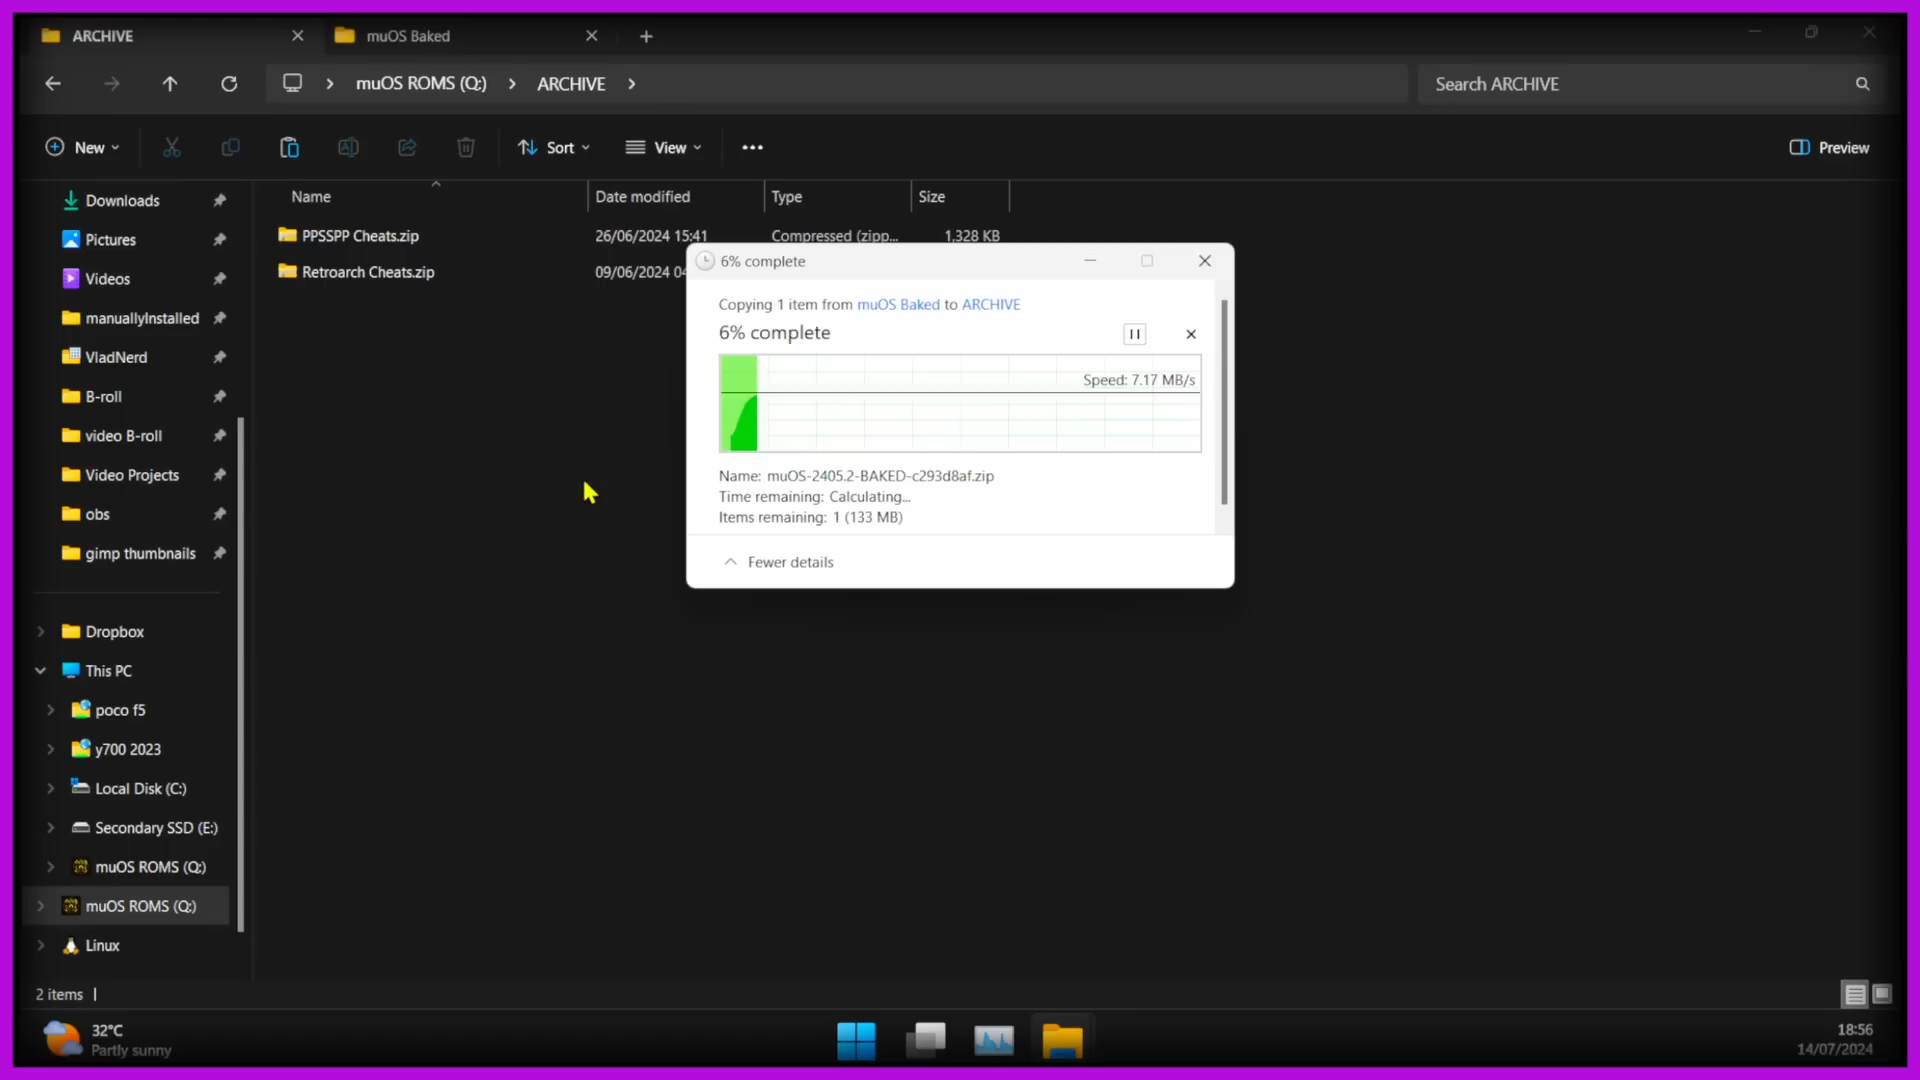 ARCHIVE
muOS Baked
muOS ROMS (Q:)
ARCHIVE
Search ARCHIVE
New
Sort
View
Preview
Name
Date modified
Type
Size
PPSSPP Cheats.zip
26/06/2024 15:41
Compressed (zipp...
1,328 KB
Retroarch Cheats.zip
09/06/2024 04
Downloads
Pictures
Videos
manuallyInstalled
VladNerd
B-roll
video B-roll
Video Projects
obs
gimp thumbnails
Dropbox
This PC
poco f5
y700 2023
Local Disk (C:)
Secondary SSD (E:)
muOS ROMS (Q:)
muOS ROMS (Q:)
Linux
6% complete
Copying 1 item from muOS Baked to ARCHIVE
6% complete
Speed: 7.17 MB/s
Name: muOS-2405.2-BAKED-c293d8af.zip
Time remaining: Calculating...
Items remaining: 1 (133 MB)
Fewer details
2 items
32°C
Partly sunny
18:56
14/07/2024